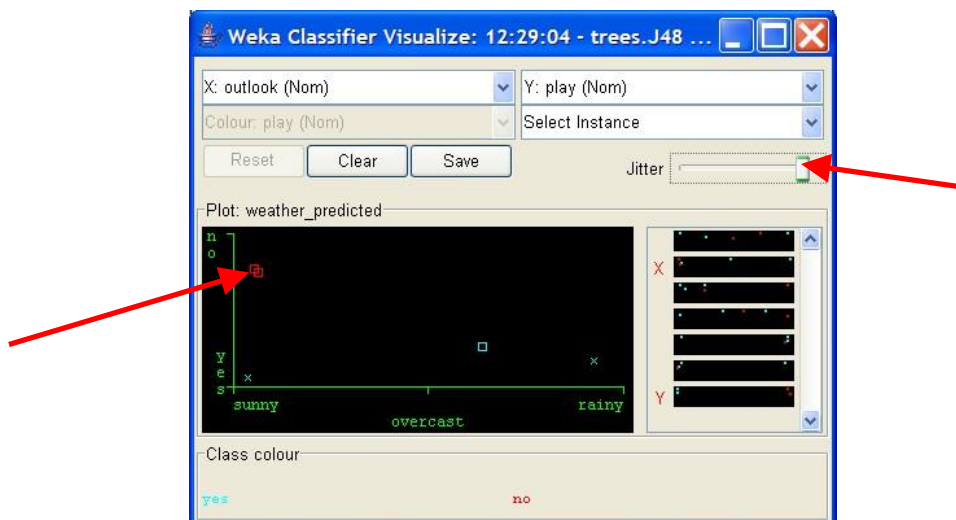 Weka Classifier Visualize: 12:29:04 - trees.J48 ...
X: outlook (Nom)
Y: play (Nom)
Colour: play (Nom)
Select Instance
Reset
Clear
Save
Jitter
Plot: weather_predicted
no
yes
sunny
overcast
rainy
X
Y
Class colour
yes
no